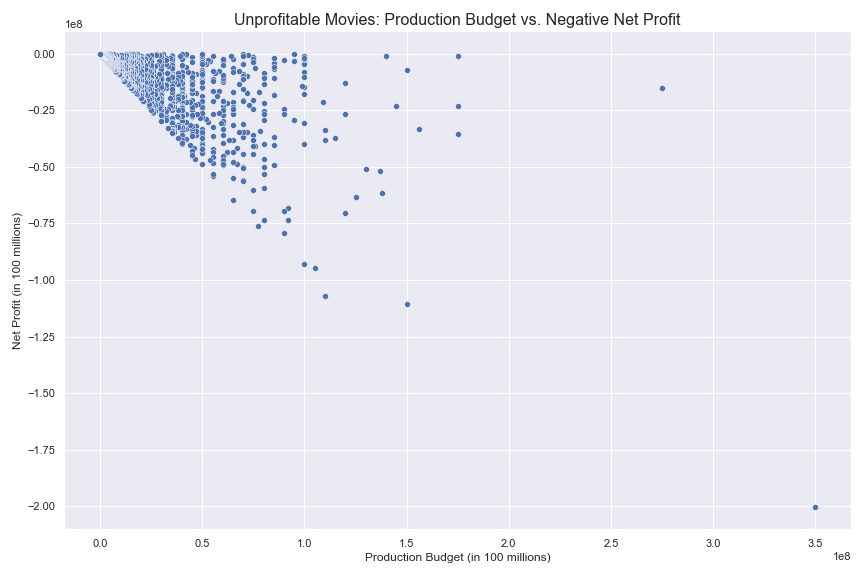 Unprofitable Movies: Production Budget vs. Negative Net Profit
1e8
0.00
−0.25
−0.50
−0.75
−1.00
−1.25
−1.50
−1.75
−2.00
Net Profit (in 100 millions)
0.0 0.5 1.0 1.5 2.0 2.5 3.0 3.5
Production Budget (in 100 millions)
1e8